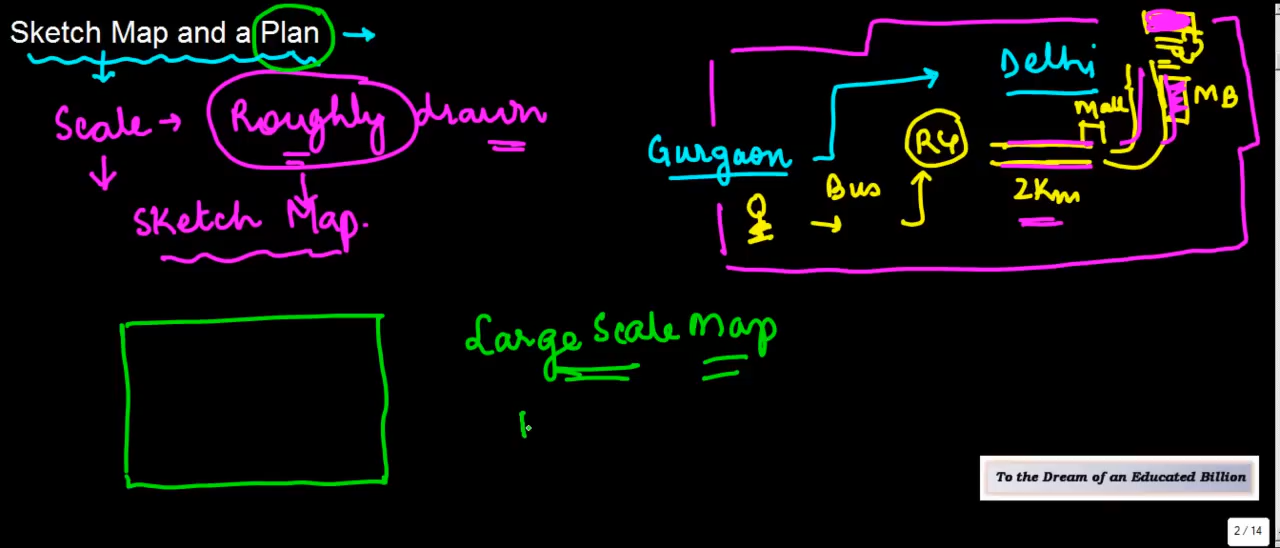 Sketch Map and a Plan
Scale → Roughly drawn
Sketch Map.
Delhi
Gurgaon
Bus
RLY
Mall
MB
2Km
Large Scale Map
To the Dream of an Educated Billion
2 / 14